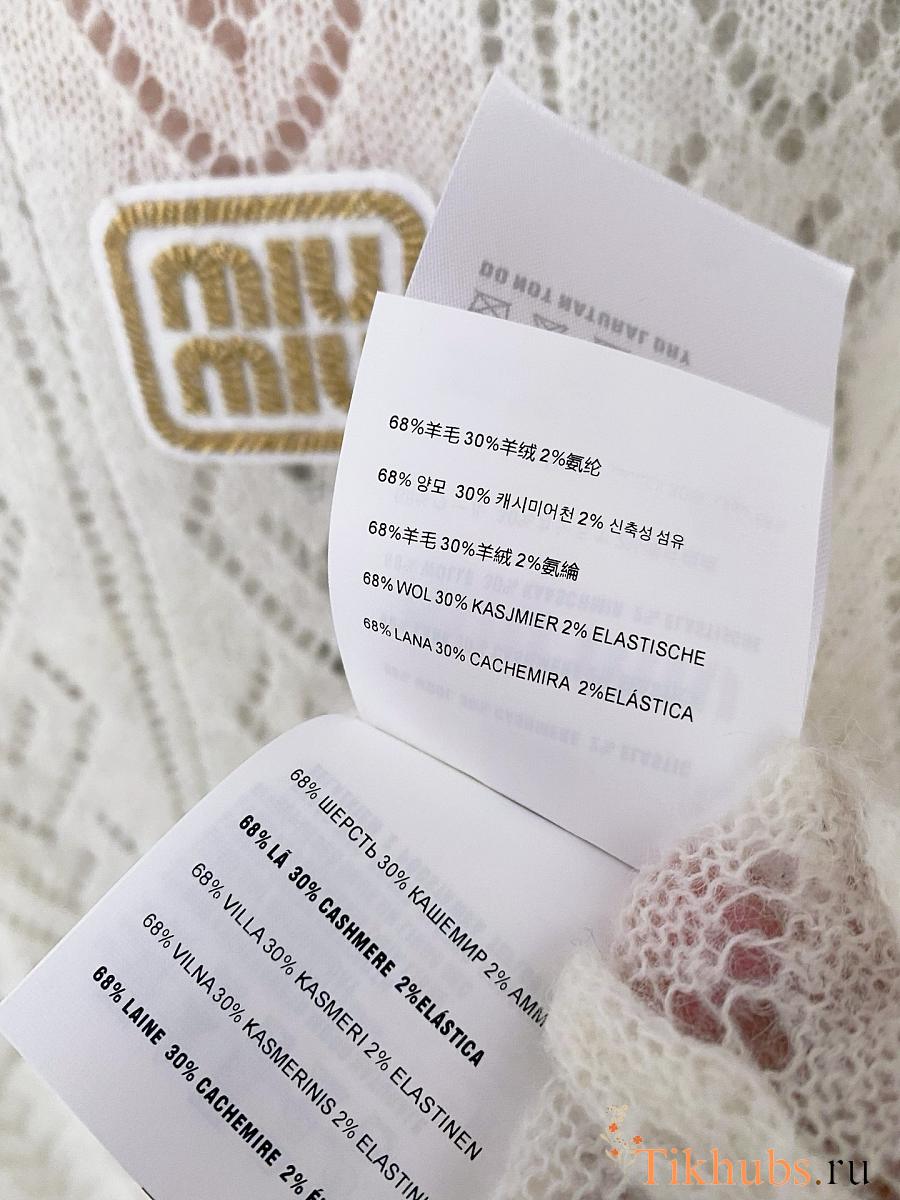 miu
miu
DO NOT NATURAL DRY
68%羊毛 30%羊绒 2%氨纶
68% 양모 30% 캐시미어천 2% 신축성 섬유
68%羊毛 30%羊絨 2%氨綸
68% WOL 30% KASJMIER 2% ELASTISCHE
68% LANA 30% CACHEMIRA 2%ELÁSTICA
68% ШЕРСТЬ 30% КАШЕМИР 2% АММ
68% LÃ 30% CASHMERE 2%ELÁSTICA
68% VILLA 30% KASMERI 2% ELASTINEN
68% VILNA 30% KASMERINIS 2% ELASTIN
68% LAINE 30% CACHEMIRE 2% É
Tikhubs.ru